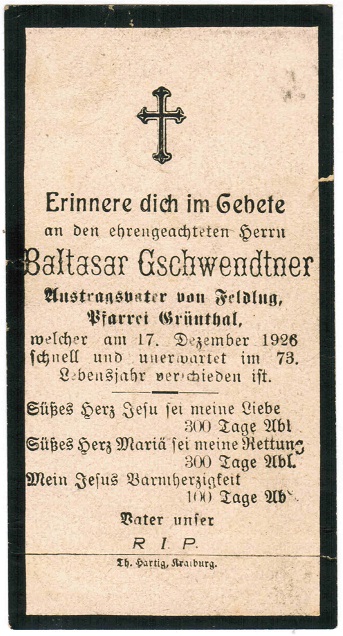 Erinnere dich im Gebete
an den ehrengeachteten Herrn
Baltasar Gschwendtner
Austragsvater von Feldlug,
Pfarrei Grünthal,
welcher am 17. Dezember 1926
schnell und unerwartet im 73.
Lebensjahr verschieden ist.
Süßes Herz Jesu sei meine Liebe
300 Tage Abl
Süßes Herz Mariä sei meine Rettung
300 Tage Abl.
Mein Jesus Barmherzigkeit
100 Tage Ab
Vater unser
R. I. P.
Th. Hartig, Kraiburg.